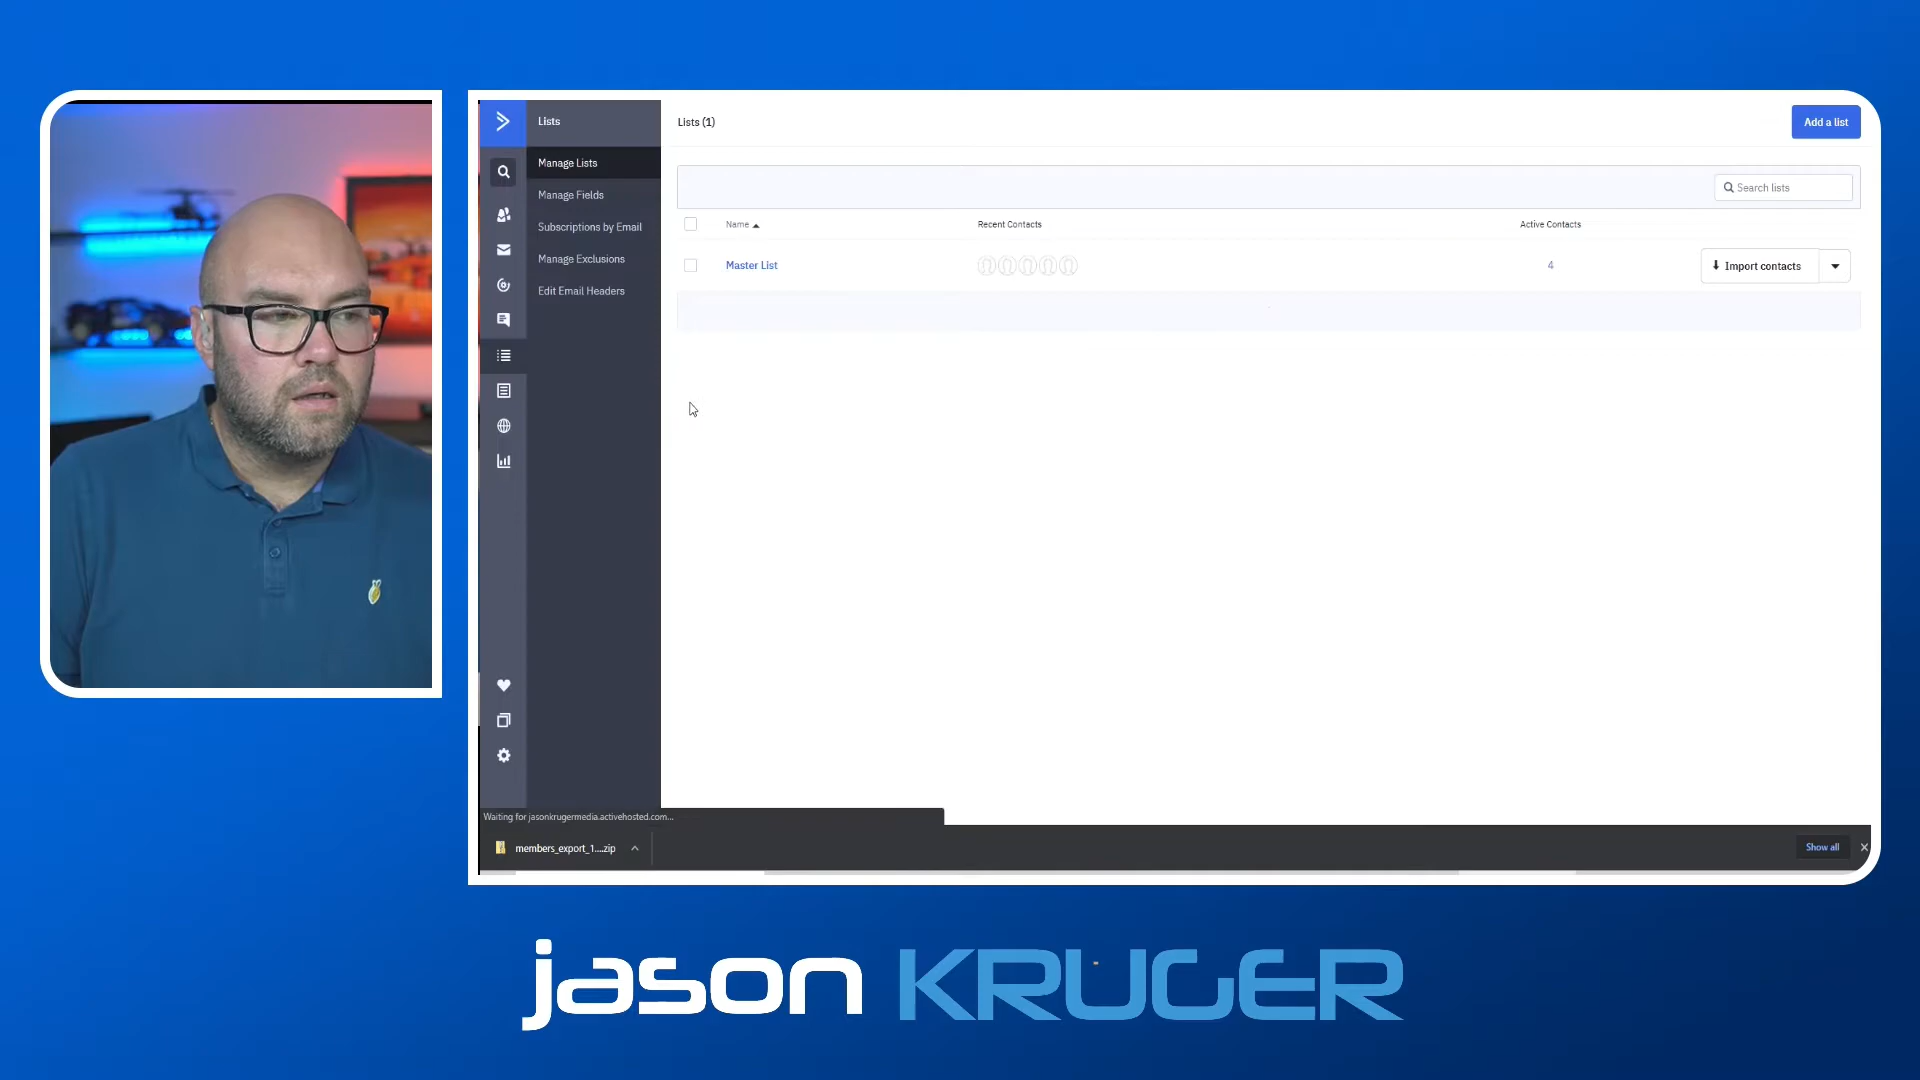 Lists
Manage Lists
Manage Fields
Subscriptions by Email
Manage Exclusions
Edit Email Headers
Lists (1)
Add a list
Search lists
Name
Recent Contacts
Active Contacts
Master List
4
Import contacts
Waiting for jasonkrugermedia.activehosted.com...
members_export_1....zip
Show all
jason KRUGER